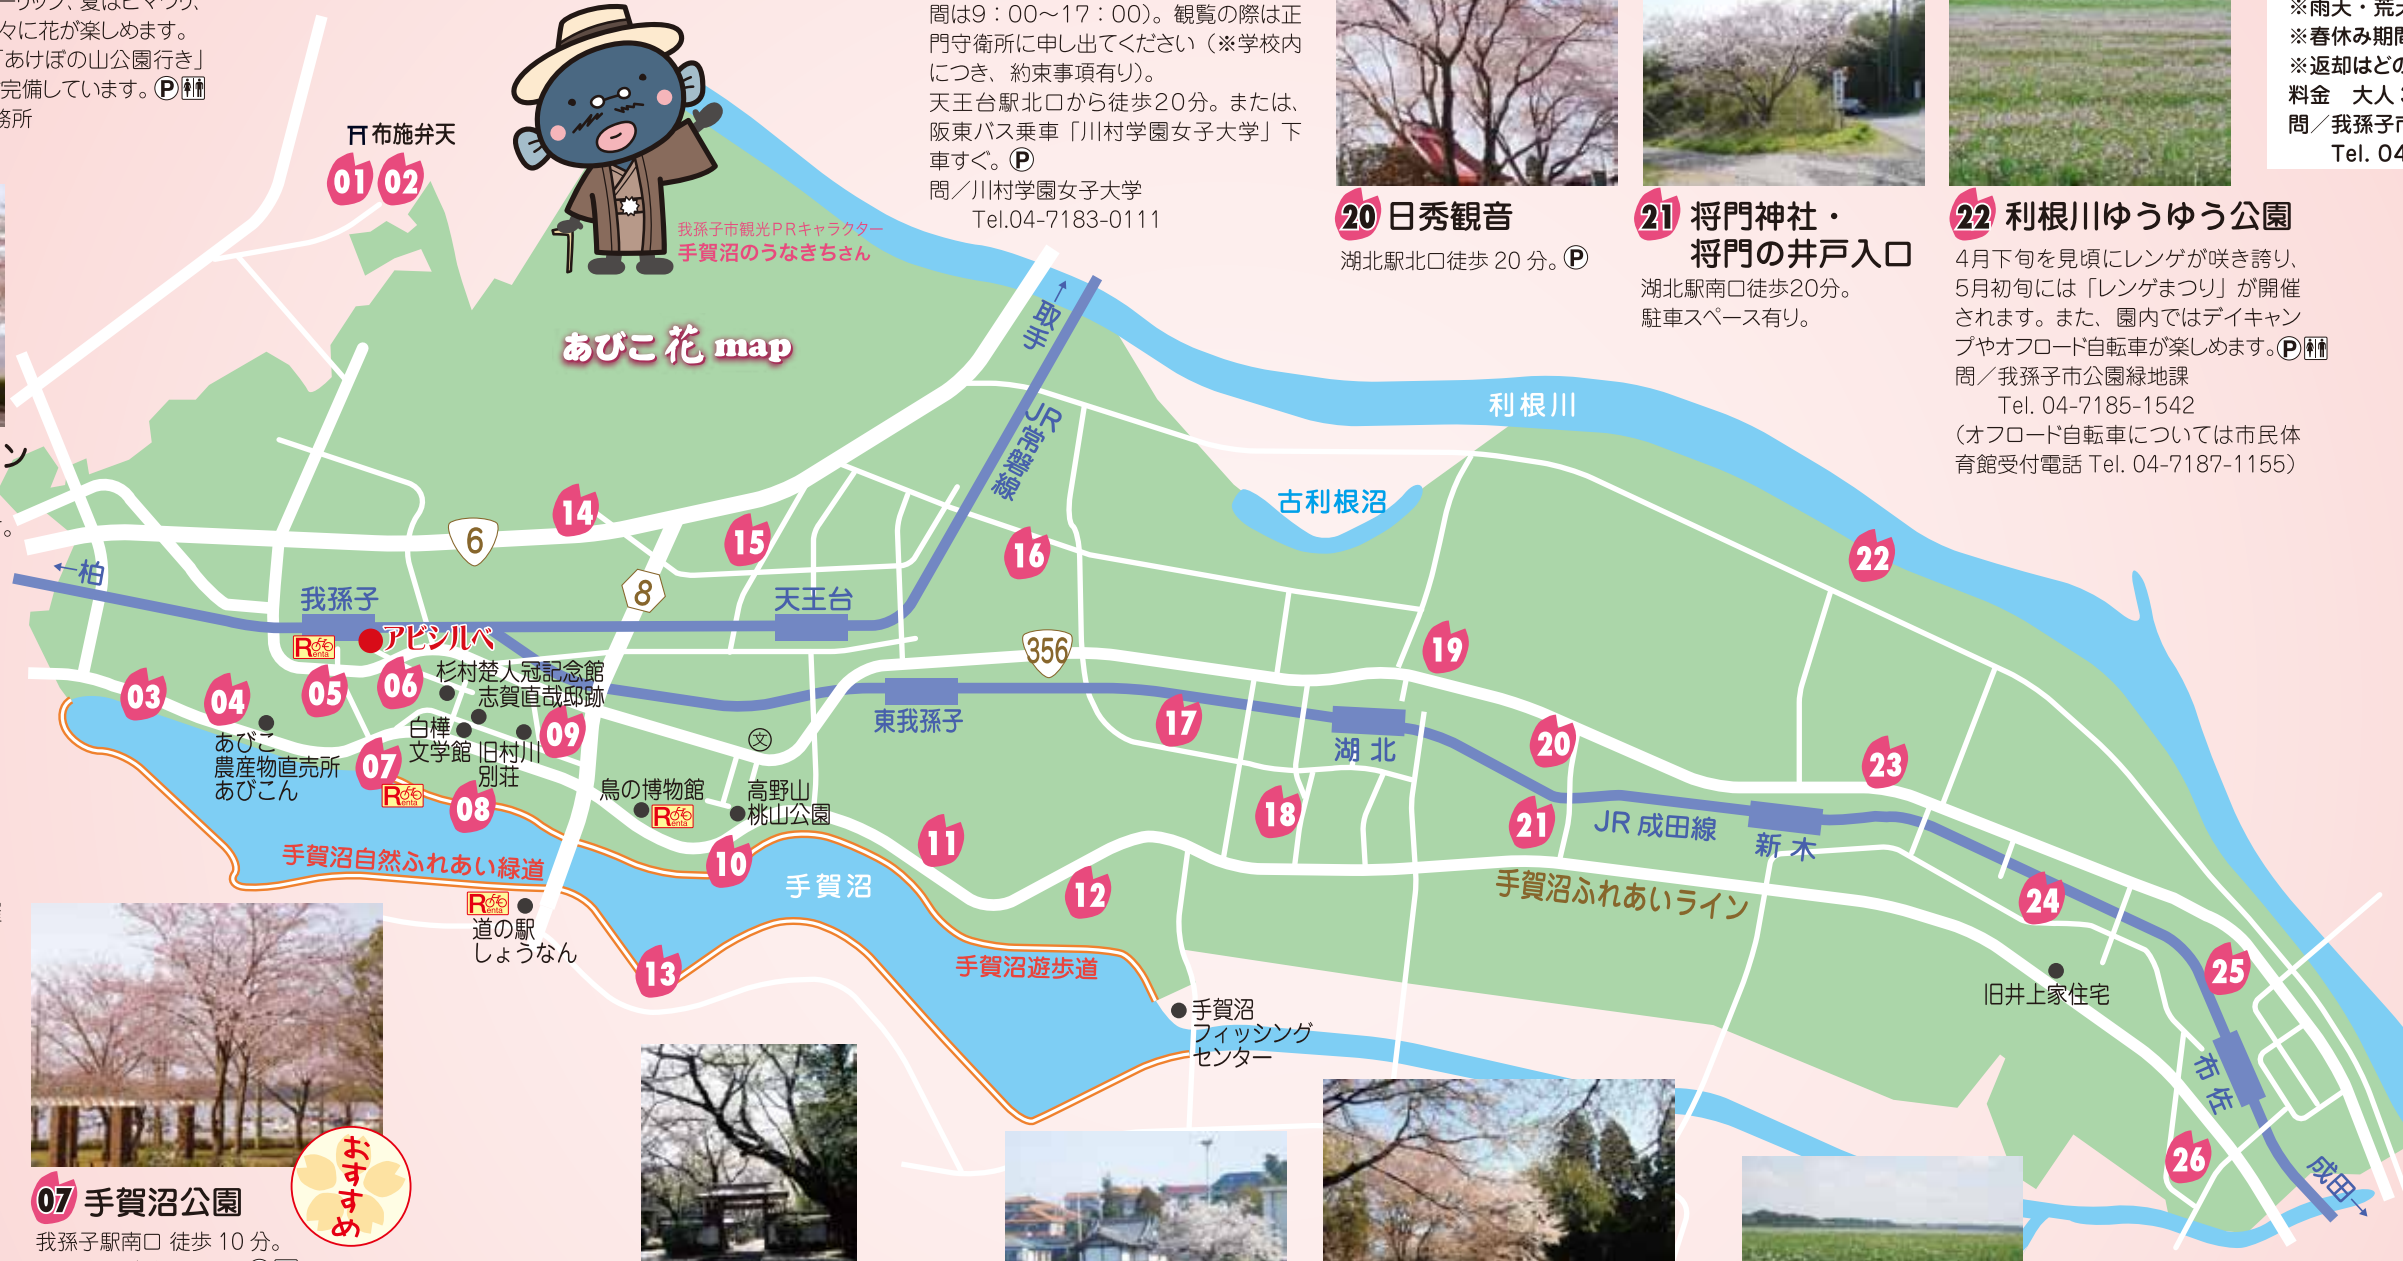 々に花が楽しめます。
「あけぼの山公園行き」
完備しています。P
務所
布施弁天
01 02
我孫子市観光PRキャラクター
手賀沼のうなきちさん
あびこ花map
間は9：00～17：00）。観覧の際は正
門守衛所に申し出てください（※学校内
につき、約束事項有り）。
天王台駅北口から徒歩20分。または、
阪東バス乗車「川村学園女子大学」下
車すぐ。P
問／川村学園女子大学
Tel.04-7183-0111
20 日秀観音
湖北駅北口徒歩 20 分。P
21 将門神社・
将門の井戸入口
湖北駅南口徒歩20分。
駐車スペース有り。
22 利根川ゆうゆう公園
4月下旬を見頃にレンゲが咲き誇り、
5月初旬には「レンゲまつり」が開催
されます。また、園内ではデイキャン
プやオフロード自転車が楽しめます。P
問／我孫子市公園緑地課
Tel. 04-7185-1542
（オフロード自転車については市民体
育館受付電話 Tel. 04-7187-1155）
※雨天・荒
※春休み期間
※返却はどの
料金　大人
問／我孫子市
Tel. 04
ン
。
↑取手
JR常磐線
利根川
古利根沼
14
6
15
16
22
←柏
我孫子
8
天王台
356
19
Renta
アビシルベ
杉村楚人冠記念館
志賀直哉邸跡
03
04
05
06
白樺
文学館
旧村川
別荘
09
文
東我孫子
17
湖北
20
23
あびこ
農産物直売所
あびこん
07
Renta
08
鳥の博物館
Renta
高野山
桃山公園
10
11
12
18
21
JR 成田線
新木
手賀沼自然ふれあい緑道
手賀沼
手賀沼ふれあいライン
24
Renta
道の駅
しょうなん
13
手賀沼遊歩道
25
旧井上家住宅
手賀沼
フィッシング
センター
布佐
26
成田→
おすすめ
07 手賀沼公園
我孫子駅南口 徒歩 10 分。